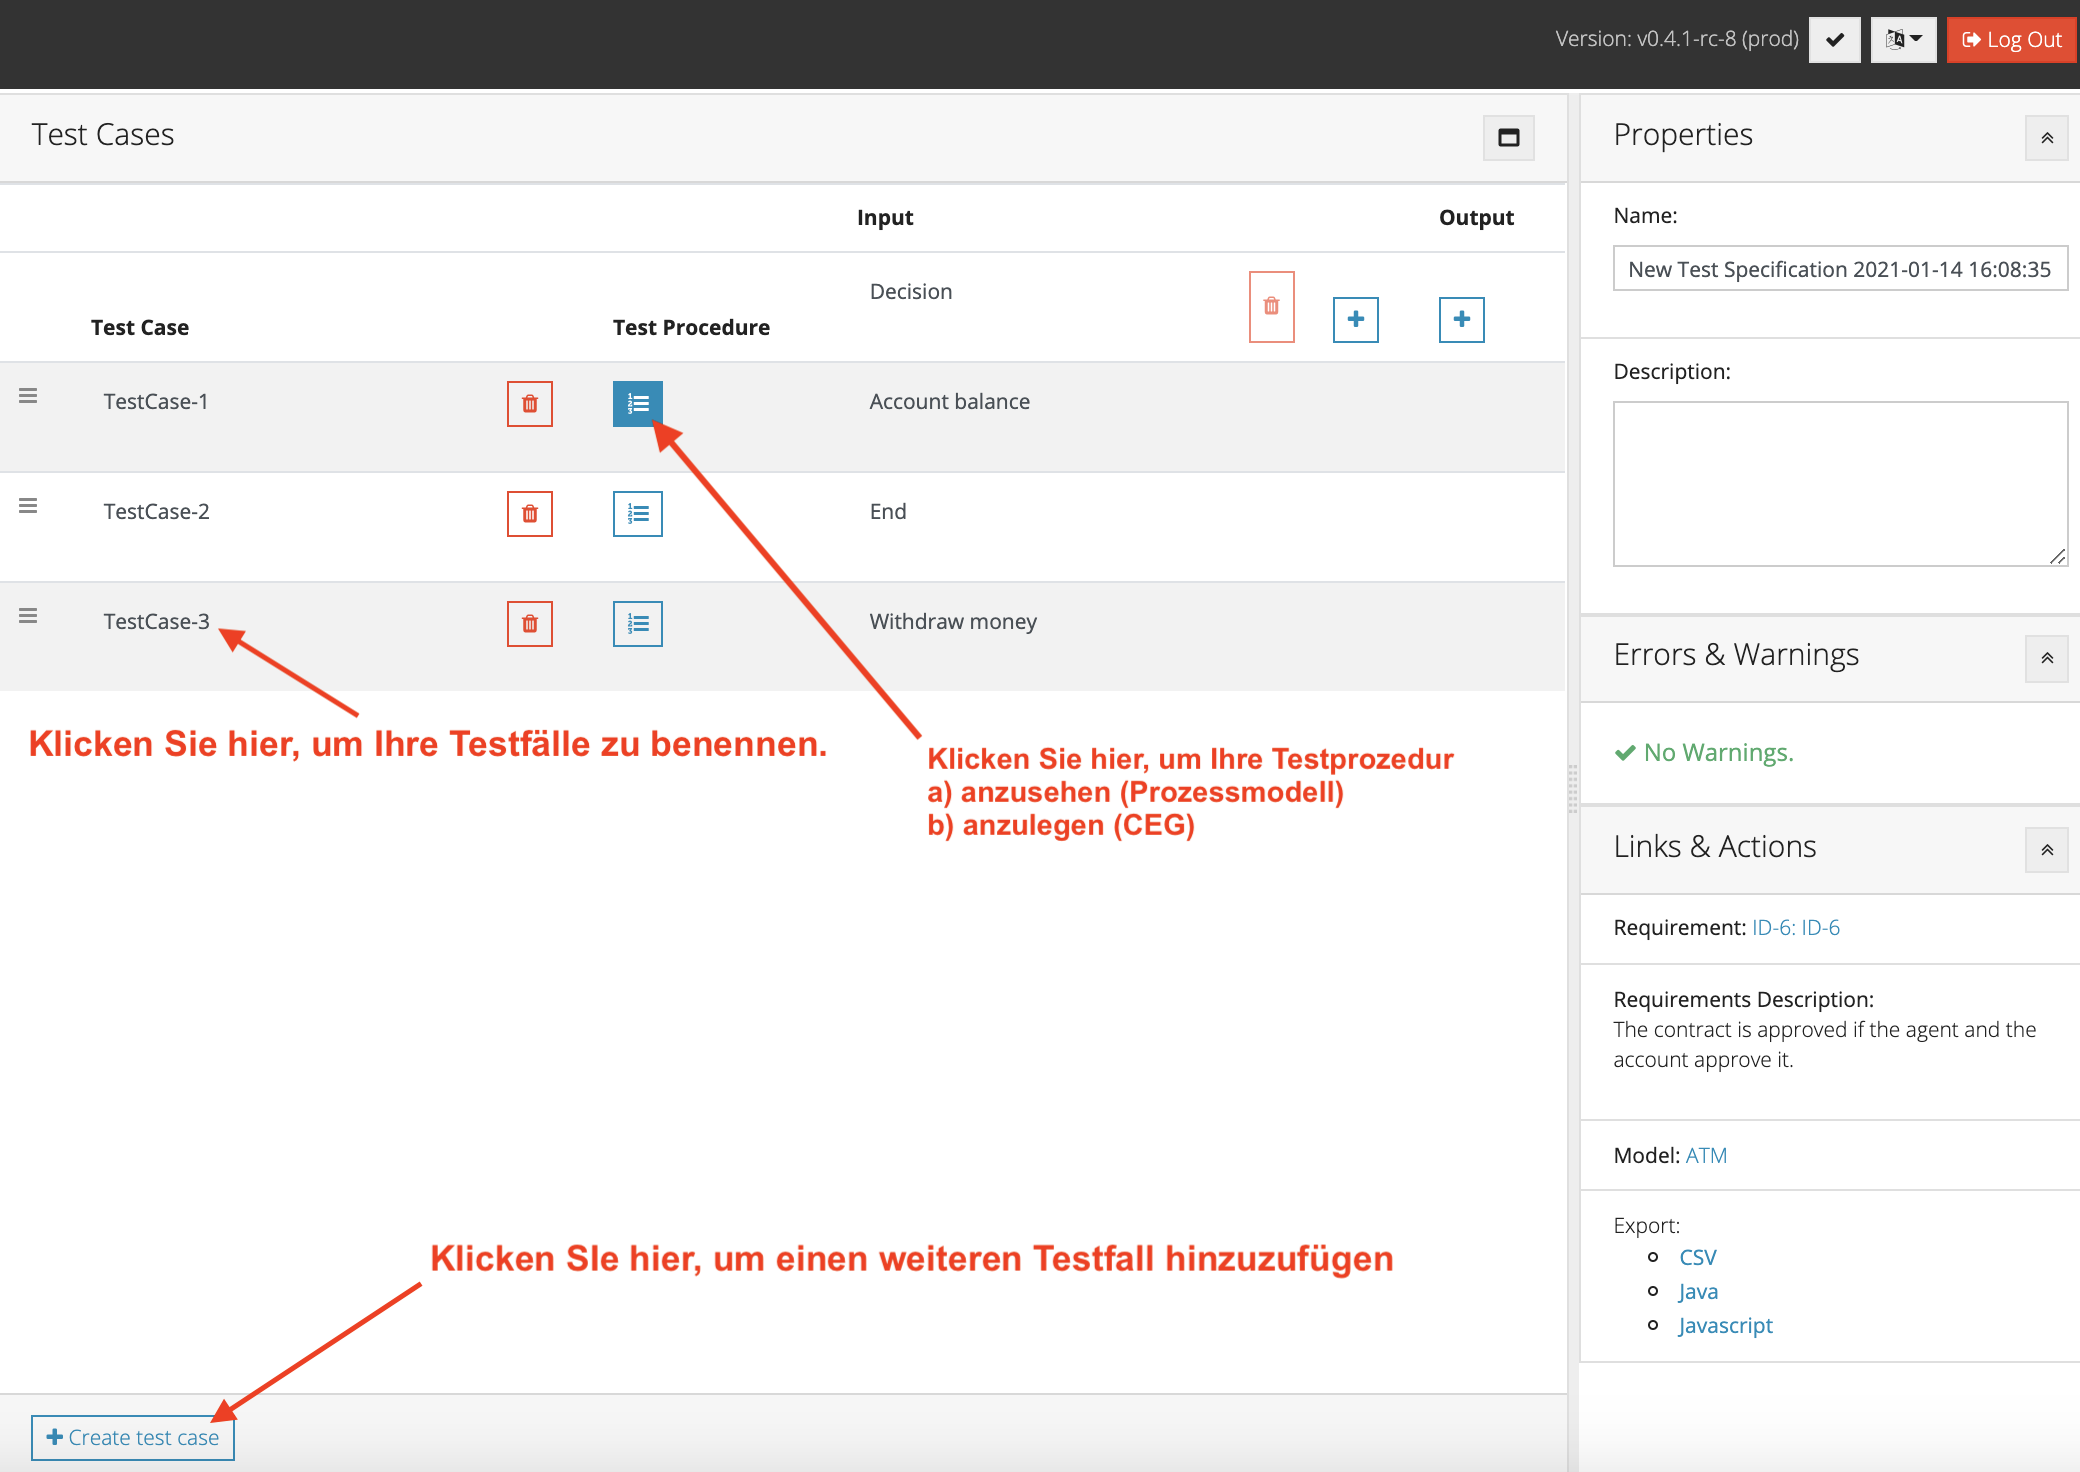 Version: v0.4.1-rc-8 (prod)
Log Out
Test Cases
Input
Output
Decision
Test Case
Test Procedure
TestCase-1
Account balance
TestCase-2
End
TestCase-3
Withdraw money
Klicken Sie hier, um Ihre Testfälle zu benennen.
Klicken Sie hier, um Ihre Testprozedur
a) anzusehen (Prozessmodell)
b) anzulegen (CEG)
Klicken SIe hier, um einen weiteren Testfall hinzuzufügen
Create test case
Properties
Name:
New Test Specification 2021-01-14 16:08:35
Description:
Errors & Warnings
No Warnings.
Links & Actions
Requirement: ID-6: ID-6
Requirements Description:
The contract is approved if the agent and the
account approve it.
Model: ATM
Export:
CSV
Java
Javascript